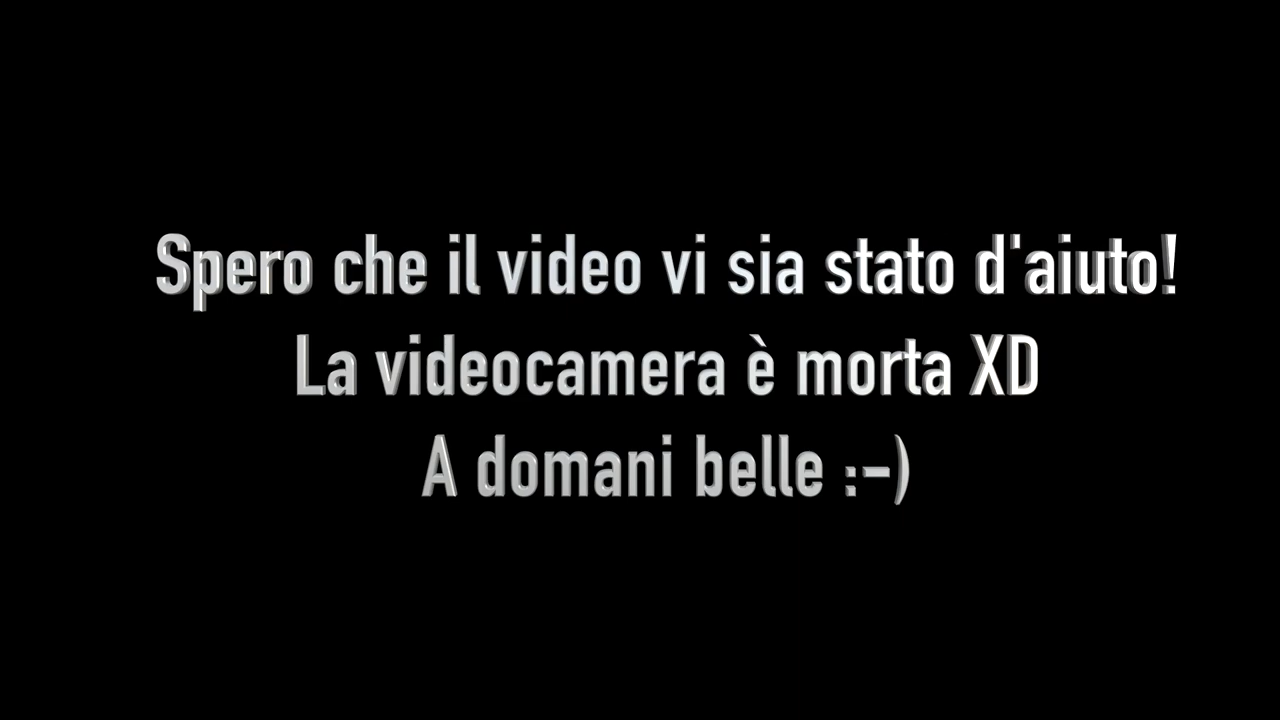 Spero che il video vi sia stato d'aiuto!
La videocamera è morta XD
A domani belle :-)